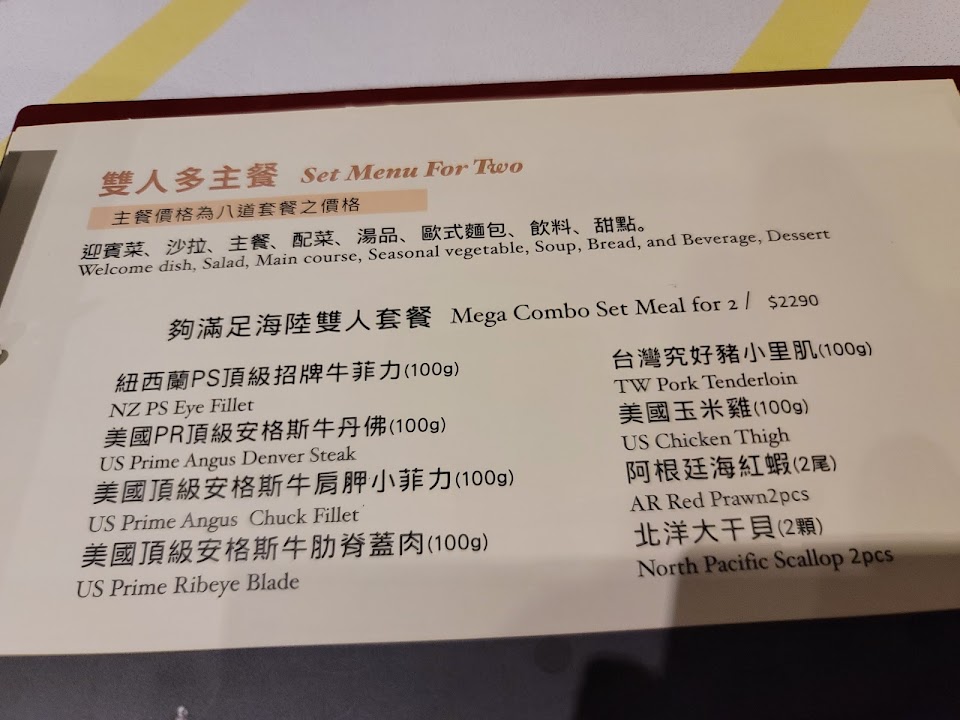 雙人多主餐 Set Menu For Two
主餐價格為八道套餐之價格
迎賓菜、沙拉、主餐、配菜、湯品、歐式麵包、飲料、甜點。
Welcome dish, Salad, Main course, Seasonal vegetable, Soup, Bread, and Beverage, Dessert
夠滿足海陸雙人套餐 Mega Combo Set Meal for 2 / $2290
紐西蘭PS頂級招牌牛菲力(100g)
NZ PS Eye Fillet
美國PR頂級安格斯牛丹佛(100g)
US Prime Angus Denver Steak
美國頂級安格斯牛肩胛小菲力(100g)
US Prime Angus Chuck Fillet
美國頂級安格斯牛肋脊蓋肉(100g)
US Prime Ribeye Blade
台灣究好豬小里肌(100g)
TW Pork Tenderloin
美國玉米雞(100g)
US Chicken Thigh
阿根廷海紅蝦(2尾)
AR Red Prawn2pcs
北洋大干貝(2顆)
North Pacific Scallop 2pcs